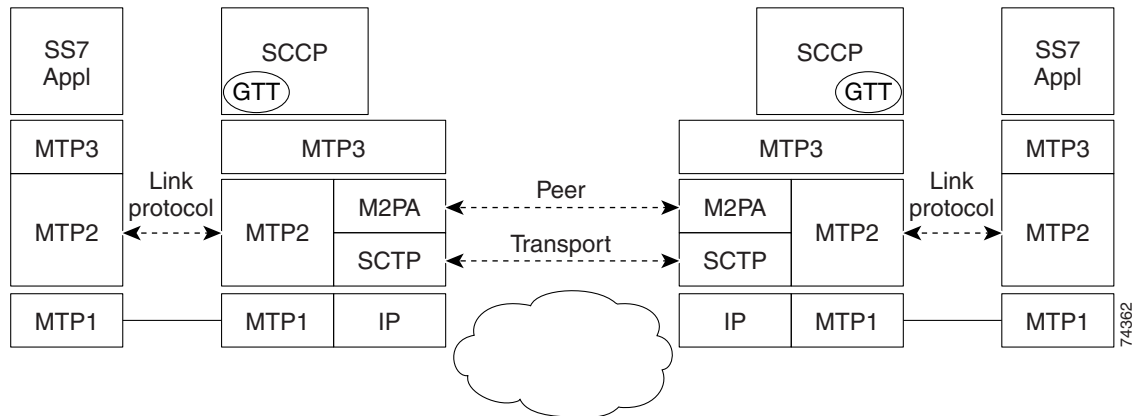 SS7
Appl
SCCP
GTT
SCCP
GTT
SS7
Appl
MTP3
MTP3
MTP3
MTP3
Link
protocol
Peer
Link
protocol
MTP2
MTP2
M2PA
M2PA
MTP2
MTP2
Transport
SCTP
SCTP
MTP1
MTP1
IP
IP
MTP1
MTP1
74362